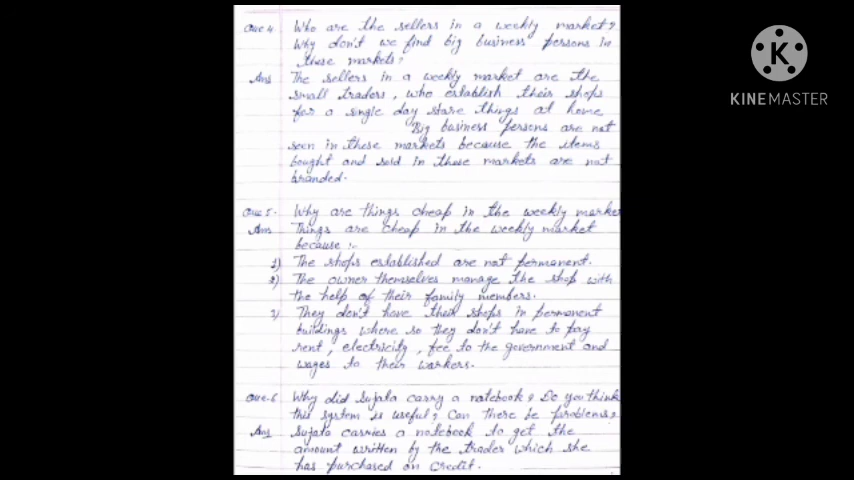 Que 4. Who are the sellers in a weekly market?
Why don't we find big business persons in
these markets?
Ans The sellers in a weekly market are the
small traders, who establish their shops
for a single day store things at home
Big business persons are not
seen in these markets because the items
bought and sold in these markets are not
branded.
Que 5. Why are things cheap in the weekly marke
Ans Things are cheap in the weekly market
because :-
1) The shops established are not permanent.
2) The owner themselves manage the shop with
the help of their family members.
3) They don't have their shops in permanent
buildings where so they don't have to pay
rent, electricity, fee to the government and
wages to their workers.
Que-6 Why did Sujata carry a notebook? Do you think
this system is useful? Can there be problems?
Ans Sujata carries a notebook to get the
amount written by the trader which she
has purchased on credit.
K
KINEMASTER